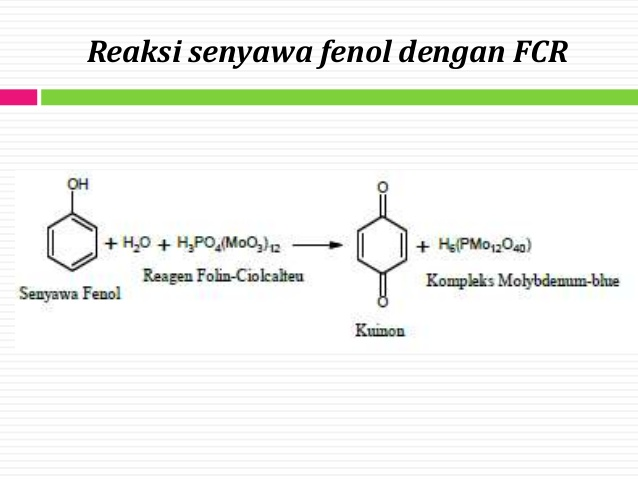 Reaksi senyawa fenol dengan FCR
OH
O
+ H₂O + H₃PO₄(MoO₃)₁₂
+ H₆(PMo₁₂O₄₀)
Reagen Folin-Ciolcalteu
Kompleks Molybdenum-blue
Senyawa Fenol
O
Kuinon